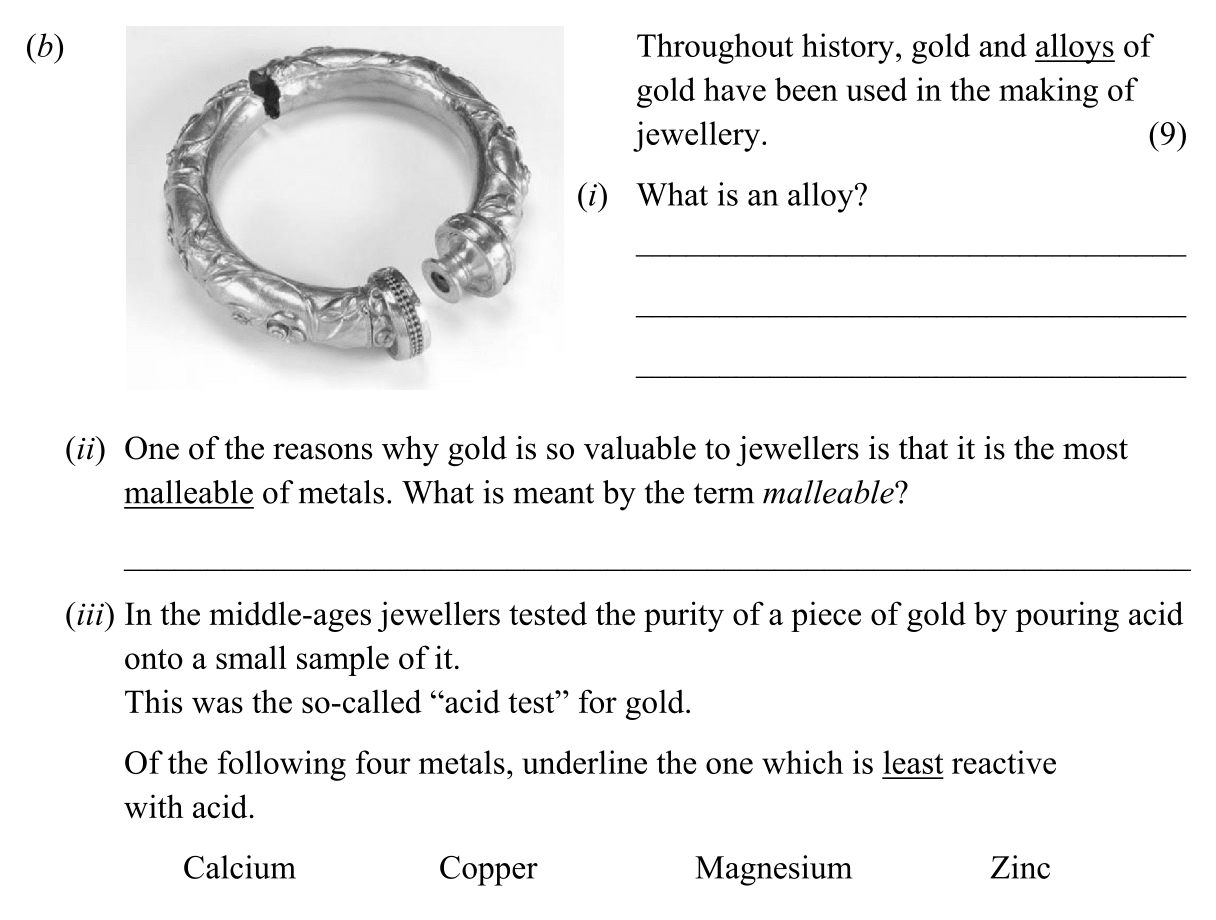 (b)
Throughout history, gold and alloys of
gold have been used in the making of
jewellery. (9)
(i) What is an alloy?
(ii) One of the reasons why gold is so valuable to jewellers is that it is the most
malleable of metals. What is meant by the term malleable?
(iii) In the middle-ages jewellers tested the purity of a piece of gold by pouring acid
onto a small sample of it.
This was the so-called “acid test” for gold.
Of the following four metals, underline the one which is least reactive
with acid.
Calcium Copper Magnesium Zinc